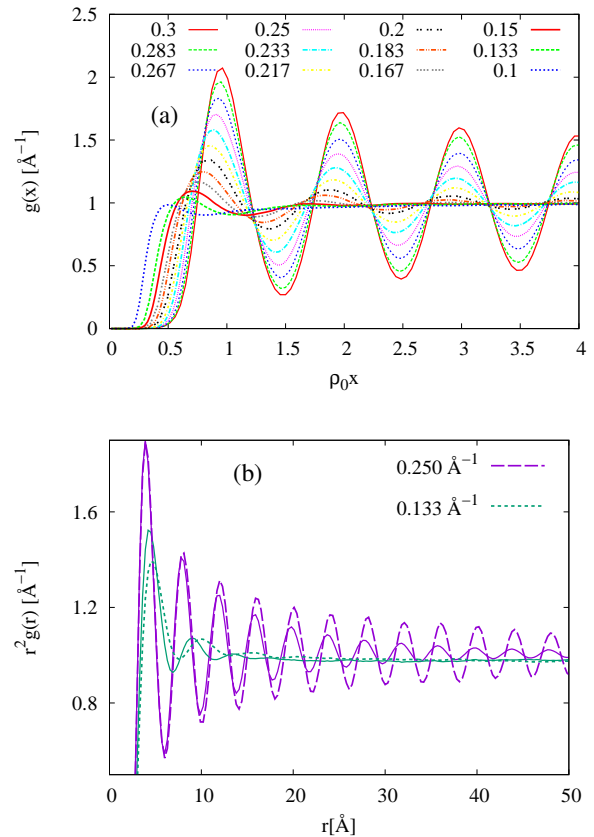 0.3 0.25 0.2 0.15
0.283 0.233 0.183 0.133
0.267 0.217 0.167 0.1
(a)
g(x) [Å⁻¹]
2.5
2
1.5
1
0.5
0
0 0.5 1 1.5 2 2.5 3 3.5 4
ρ₀x
(b)
0.250 Å⁻¹
0.133 Å⁻¹
r²g(r) [Å⁻¹]
1.6
1.2
0.8
0 10 20 30 40 50
r[Å]